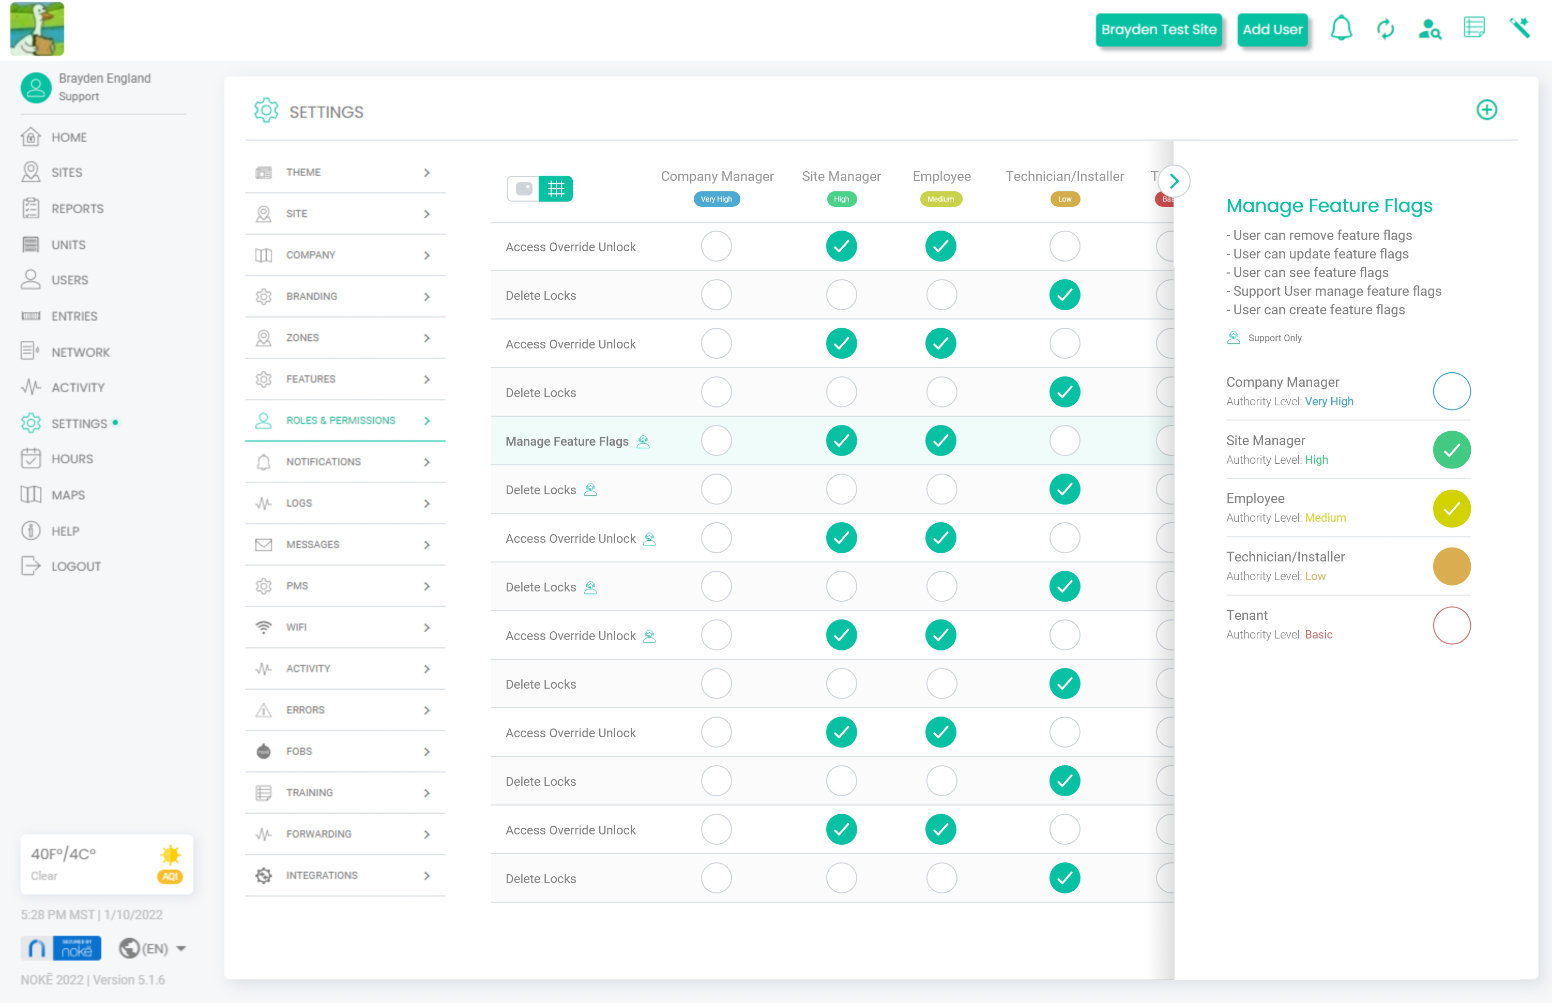 Brayden Test Site
Add User
Brayden England
Support
HOME
SITES
REPORTS
UNITS
USERS
ENTRIES
NETWORK
ACTIVITY
SETTINGS
HOURS
MAPS
HELP
LOGOUT
40Fº/4Cº
Clear
AQI
5:28 PM MST | 1/10/2022
SECURED BY
nokē
(EN)
NOKĒ 2022 | Version 5.1.6
SETTINGS
THEME
SITE
COMPANY
BRANDING
ZONES
FEATURES
ROLES & PERMISSIONS
NOTIFICATIONS
LOGS
MESSAGES
PMS
WIFI
ACTIVITY
ERRORS
FOBS
TRAINING
FORWARDING
INTEGRATIONS
Company Manager Site Manager Employee Technician/Installer T
Very High High Medium Low Bas
Access Override Unlock
Delete Locks
Access Override Unlock
Delete Locks
Manage Feature Flags
Delete Locks
Access Override Unlock
Delete Locks
Access Override Unlock
Delete Locks
Access Override Unlock
Delete Locks
Access Override Unlock
Delete Locks
Manage Feature Flags
- User can remove feature flags
- User can update feature flags
- User can see feature flags
- Support User manage feature flags
- User can create feature flags
Support Only
Company Manager
Authority Level: Very High
Site Manager
Authority Level: High
Employee
Authority Level: Medium
Technician/Installer
Authority Level: Low
Tenant
Authority Level: Basic